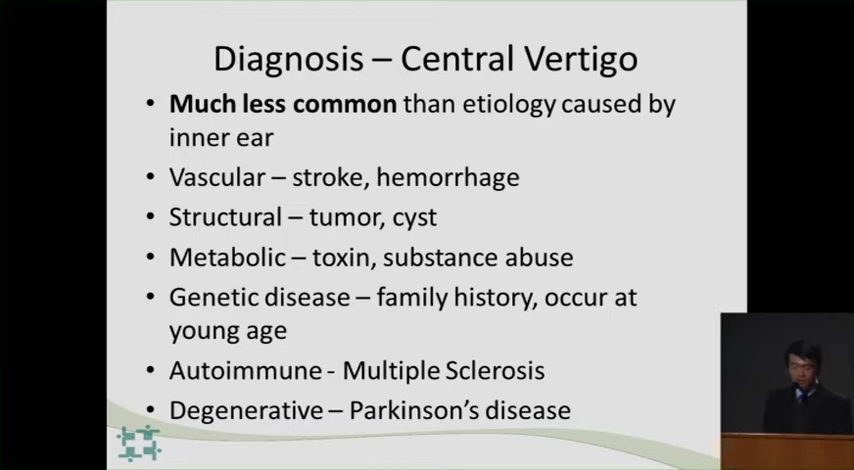 Diagnosis – Central Vertigo
• Much less common than etiology caused by
inner ear
• Vascular – stroke, hemorrhage
• Structural – tumor, cyst
• Metabolic – toxin, substance abuse
• Genetic disease – family history, occur at
young age
• Autoimmune - Multiple Sclerosis
• Degenerative – Parkinson’s disease